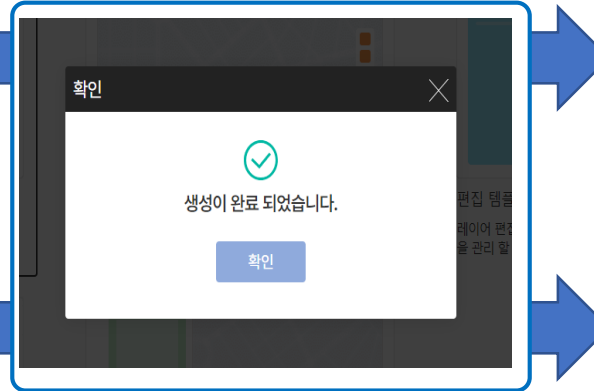 확인
생성이 완료 되었습니다.
확인
편집 템플
레이어 편집
을 관리 할